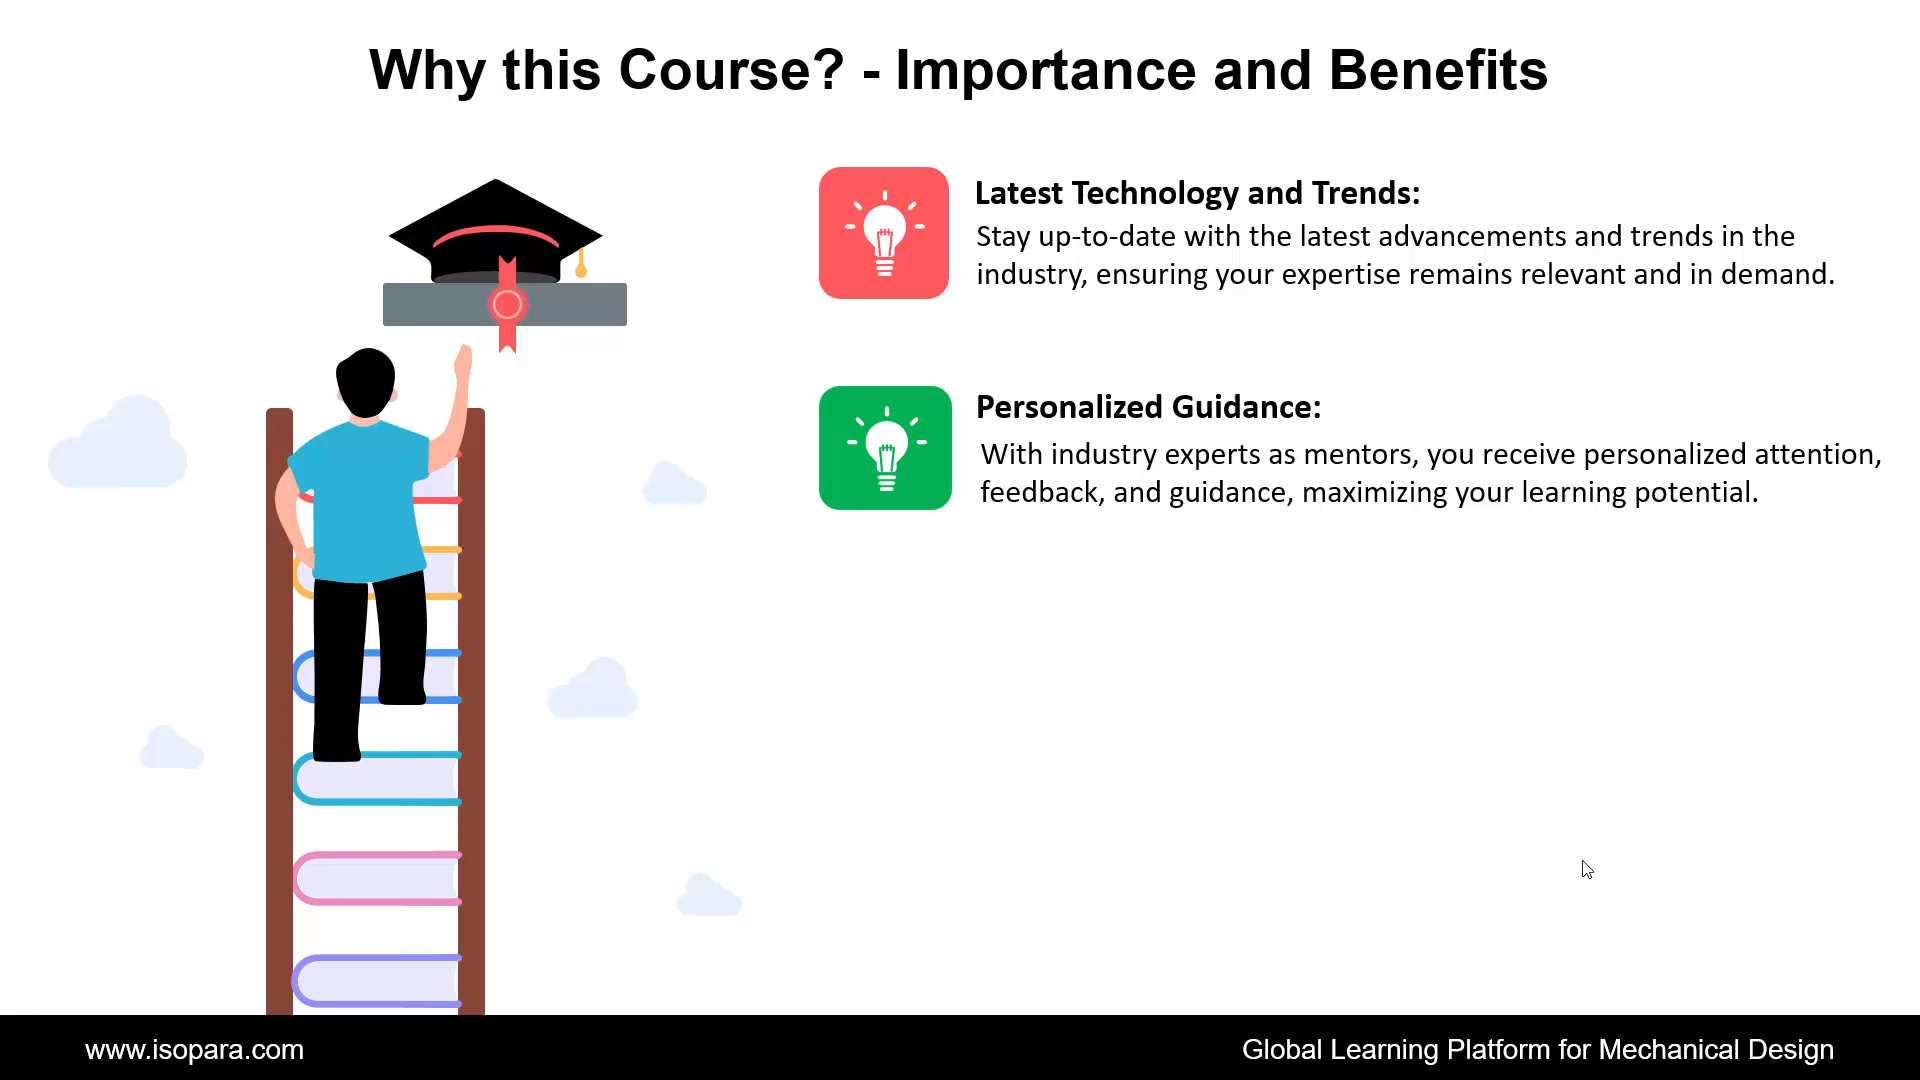 Why this Course? - Importance and Benefits
Latest Technology and Trends:
Stay up-to-date with the latest advancements and trends in the
industry, ensuring your expertise remains relevant and in demand.
Personalized Guidance:
With industry experts as mentors, you receive personalized attention,
feedback, and guidance, maximizing your learning potential.
www.isopara.com
Global Learning Platform for Mechanical Design